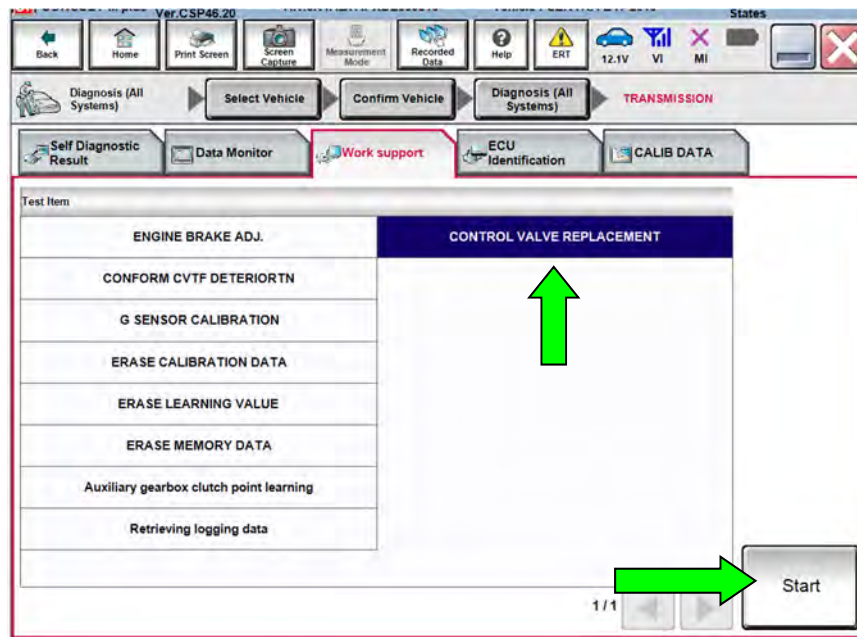 Ver.CSP46.20
States
Back
Home
Print Screen
Screen
Capture
Measurement
Mode
Recorded
Data
Help
ERT
12.1V
VI
MI
Diagnosis (All
Systems)
Select Vehicle
Confirm Vehicle
Diagnosis (All
Systems)
TRANSMISSION
Self Diagnostic
Result
Data Monitor
Work support
ECU
Identification
CALIB DATA
Test Item
ENGINE BRAKE ADJ.
CONTROL VALVE REPLACEMENT
CONFORM CVTF DETERIORTN
G SENSOR CALIBRATION
ERASE CALIBRATION DATA
ERASE LEARNING VALUE
ERASE MEMORY DATA
Auxiliary gearbox clutch point learning
Retrieving logging data
1/1
Start